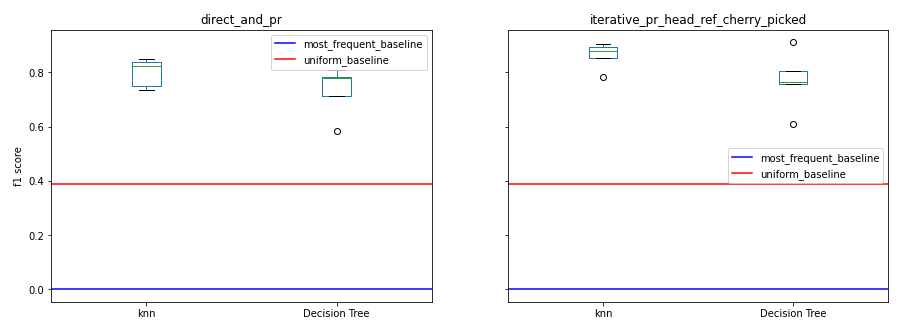 direct_and_pr
iterative_pr_head_ref_cherry_picked
f1 score
0.8
0.6
0.4
0.2
0.0
most_frequent_baseline
uniform_baseline
knn
Decision Tree
most_frequent_baseline
uniform_baseline
knn
Decision Tree